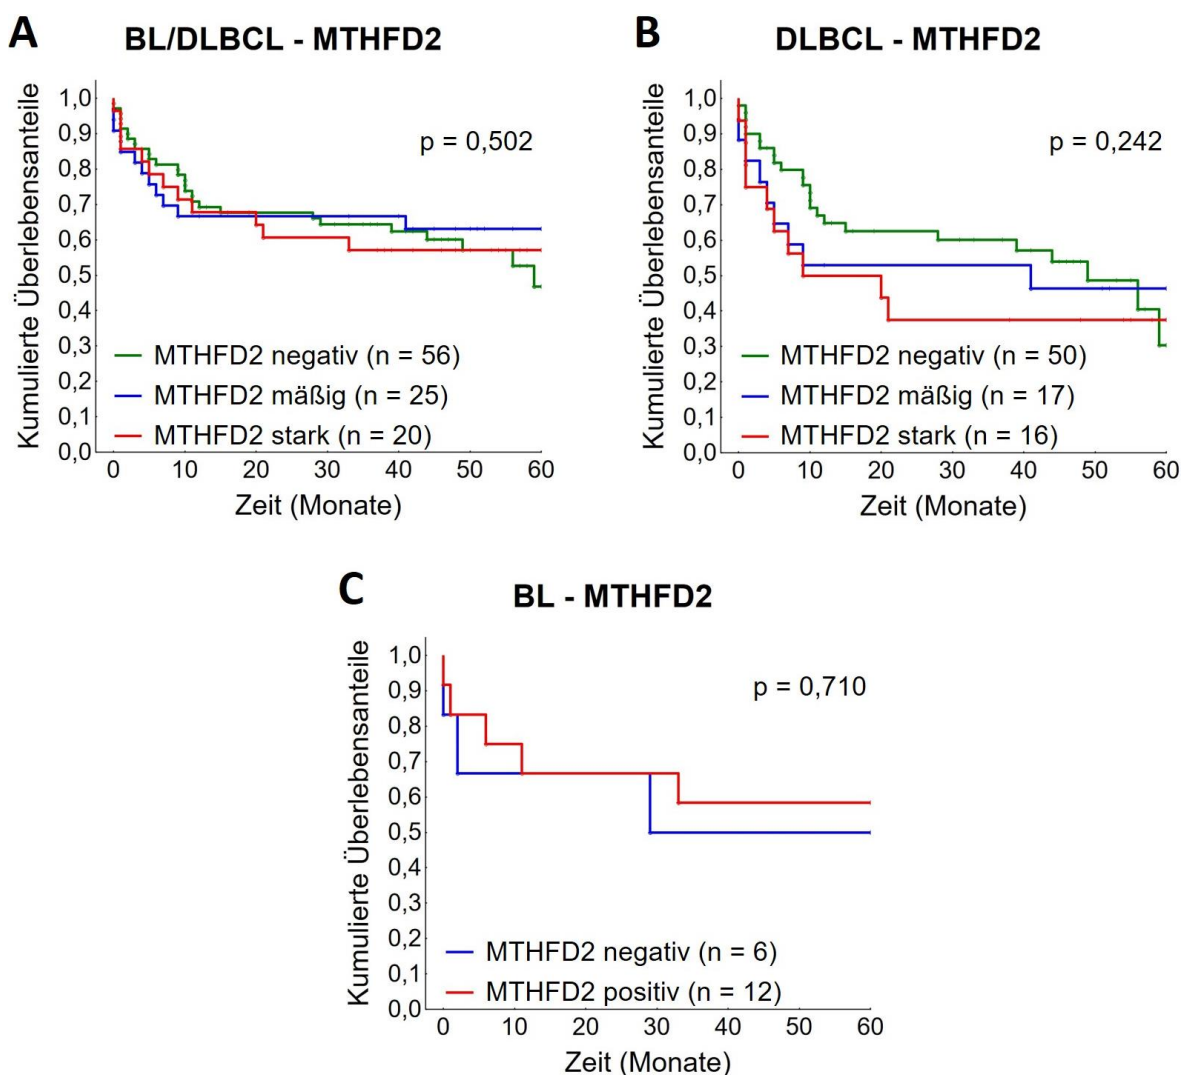 A
BL/DLBCL - MTHFD2
Kumulierte Überlebensanteile
1,0
0,9
0,8
0,7
0,6
0,5
0,4
0,3
0,2
0,1
0,0
p = 0,502
MTHFD2 negativ (n = 56)
MTHFD2 mäßig (n = 25)
MTHFD2 stark (n = 20)
0 10 20 30 40 50 60
Zeit (Monate)
B
DLBCL - MTHFD2
Kumulierte Überlebensanteile
1,0
0,9
0,8
0,7
0,6
0,5
0,4
0,3
0,2
0,1
0,0
p = 0,242
MTHFD2 negativ (n = 50)
MTHFD2 mäßig (n = 17)
MTHFD2 stark (n = 16)
0 10 20 30 40 50 60
Zeit (Monate)
C
BL - MTHFD2
Kumulierte Überlebensanteile
1,0
0,9
0,8
0,7
0,6
0,5
0,4
0,3
0,2
0,1
0,0
p = 0,710
MTHFD2 negativ (n = 6)
MTHFD2 positiv (n = 12)
0 10 20 30 40 50 60
Zeit (Monate)